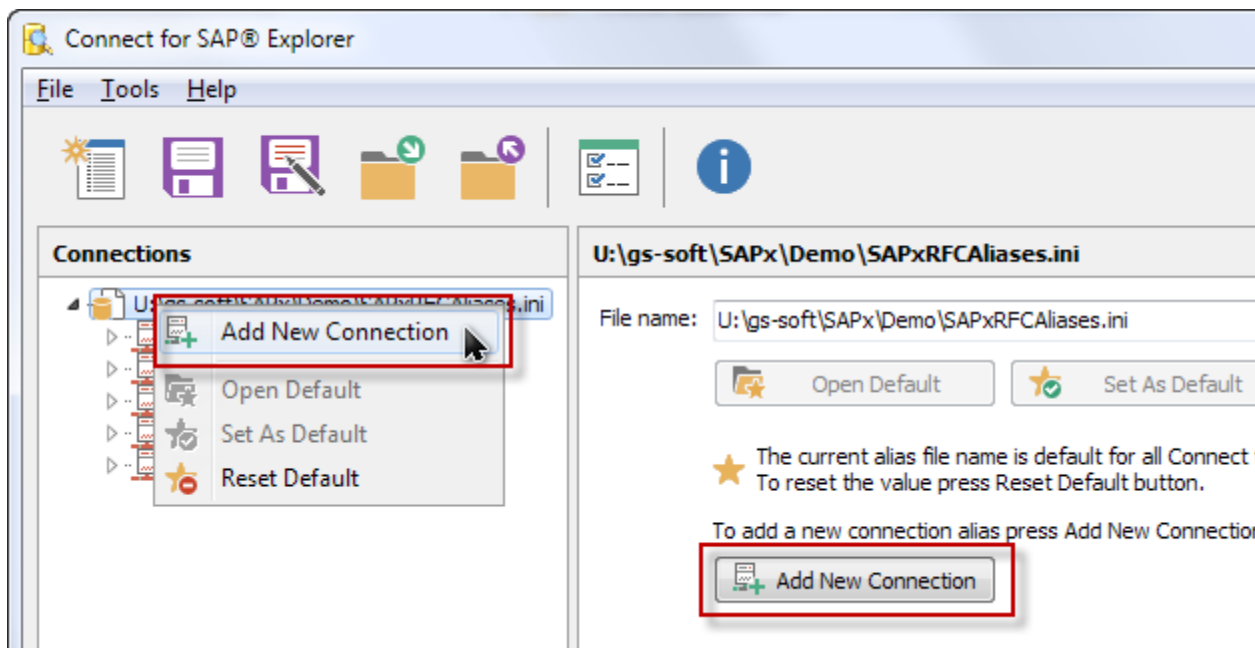 Connect for SAP® Explorer
File Tools Help
Connections
U:\gs-soft\SAPx\Demo\SAPxRFCAliases.ini
Add New Connection
Open Default
Set As Default
Reset Default
U:\gs-soft\SAPx\Demo\SAPxRFCAliases.ini
File name: U:\gs-soft\SAPx\Demo\SAPxRFCAliases.ini
Open Default Set As Default
The current alias file name is default for all Connect
To reset the value press Reset Default button.
To add a new connection alias press Add New Connection
Add New Connection